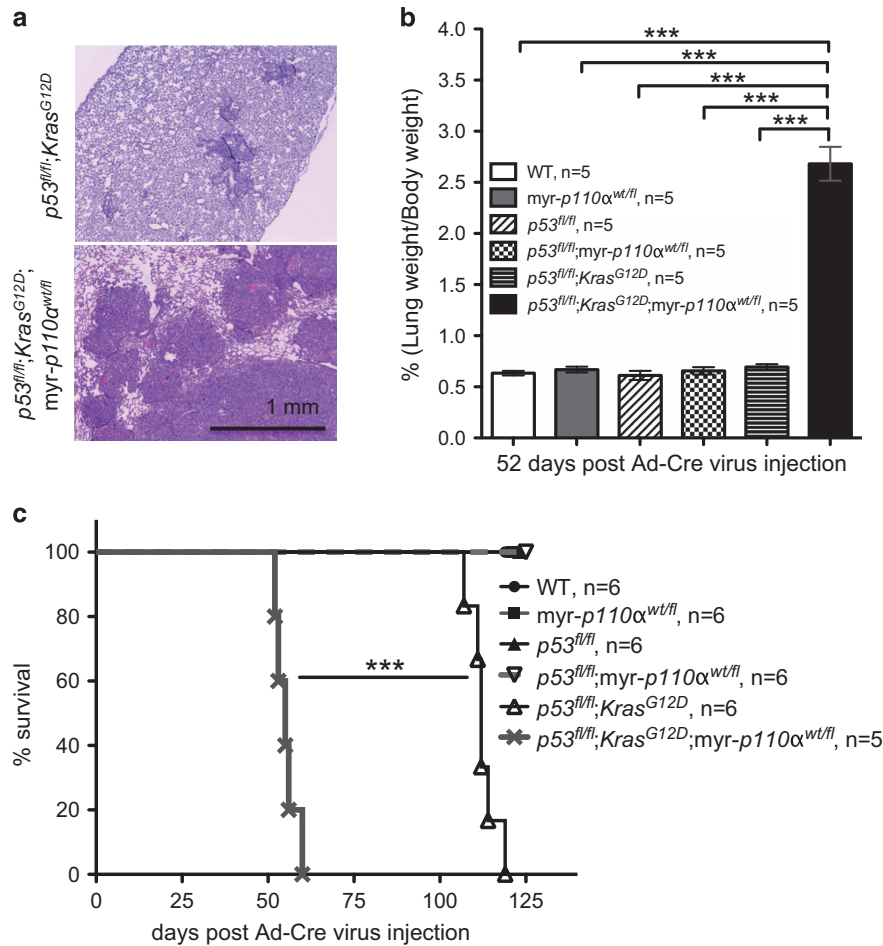 a
p53fl/fl;KrasG12D
p53fl/fl;KrasG12D;
myr-p110αwt/fl
1 mm
b
% (Lung weight/Body weight)
4.0
3.5
3.0
2.5
2.0
1.5
1.0
0.5
0.0
***
***
***
***
***
WT, n=5
myr-p110αwt/fl, n=5
p53fl/fl, n=5
p53fl/fl;myr-p110αwt/fl, n=5
p53fl/fl;KrasG12D, n=5
p53fl/fl;KrasG12D;myr-p110αwt/fl, n=5
52 days post Ad-Cre virus injection
c
% survival
100
80
60
40
20
0
***
WT, n=6
myr-p110αwt/fl, n=6
p53fl/fl, n=6
p53fl/fl;myr-p110αwt/fl, n=6
p53fl/fl;KrasG12D, n=6
p53fl/fl;KrasG12D;myr-p110αwt/fl, n=5
0 25 50 75 100 125
days post Ad-Cre virus injection